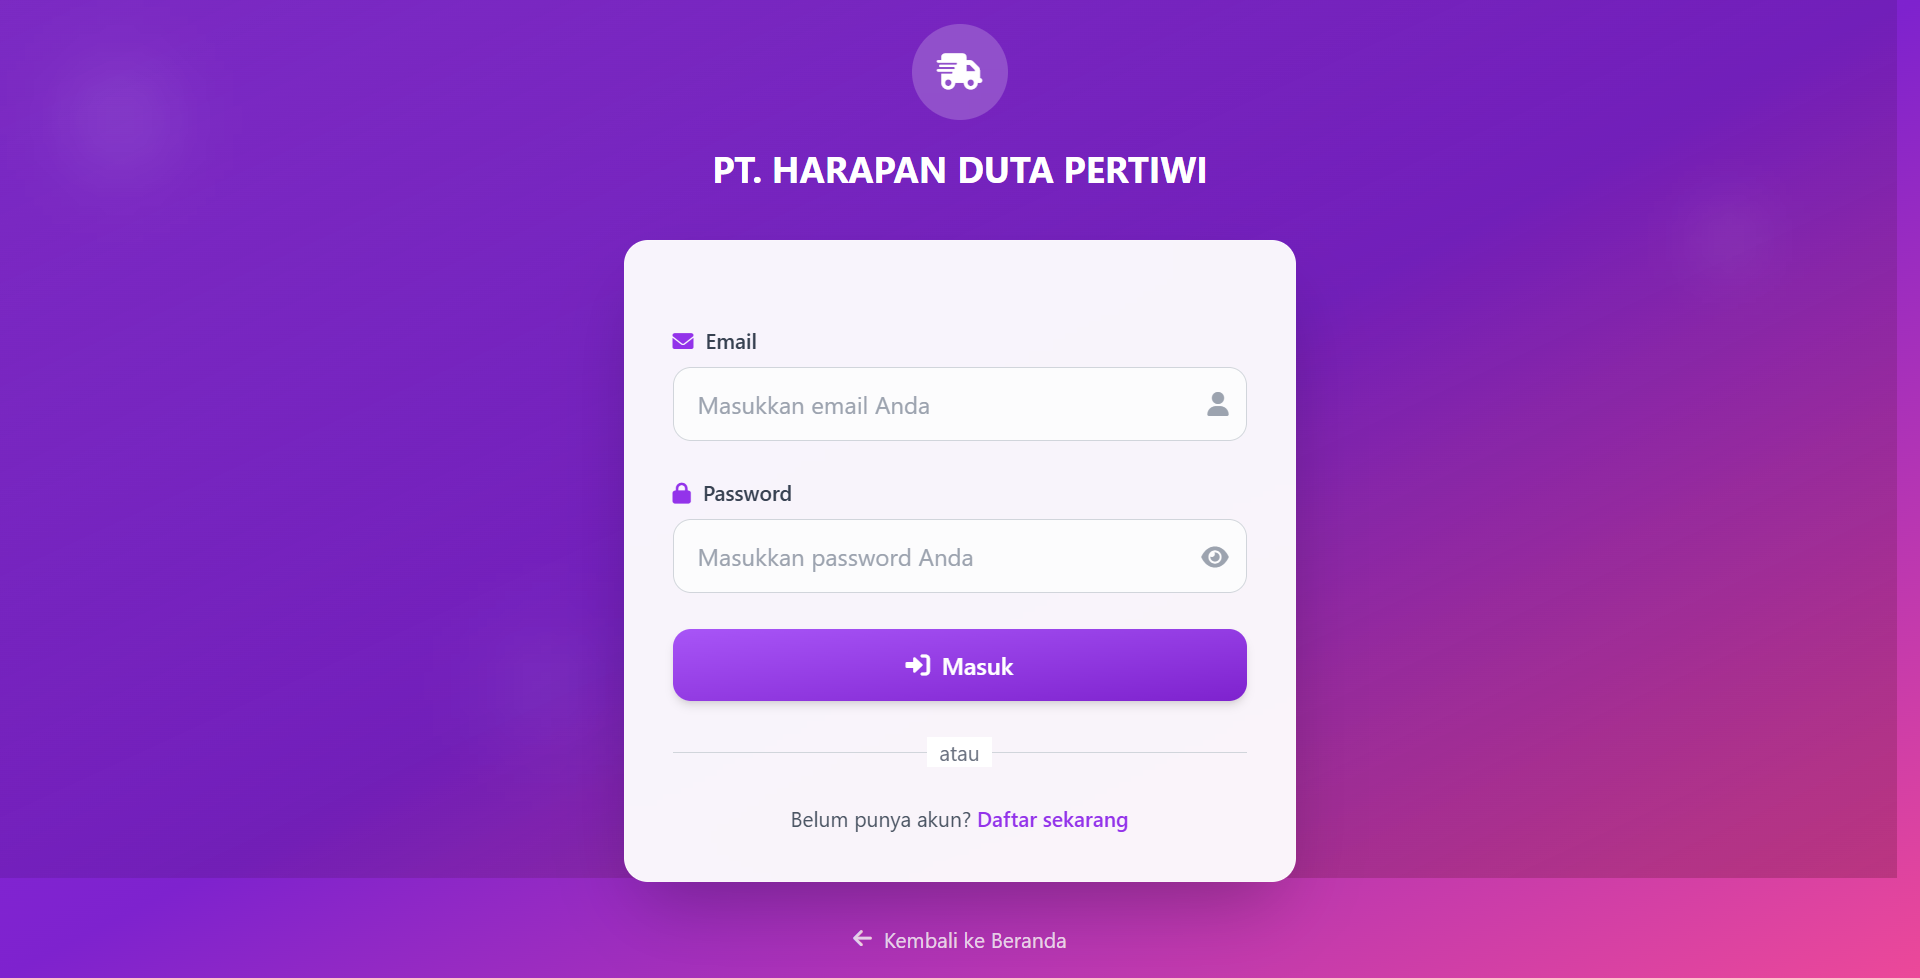 PT. HARAPAN DUTA PERTIWI
Email
Masukkan email Anda
Password
Masukkan password Anda
Masuk
atau
Belum punya akun? Daftar sekarang
Kembali ke Beranda